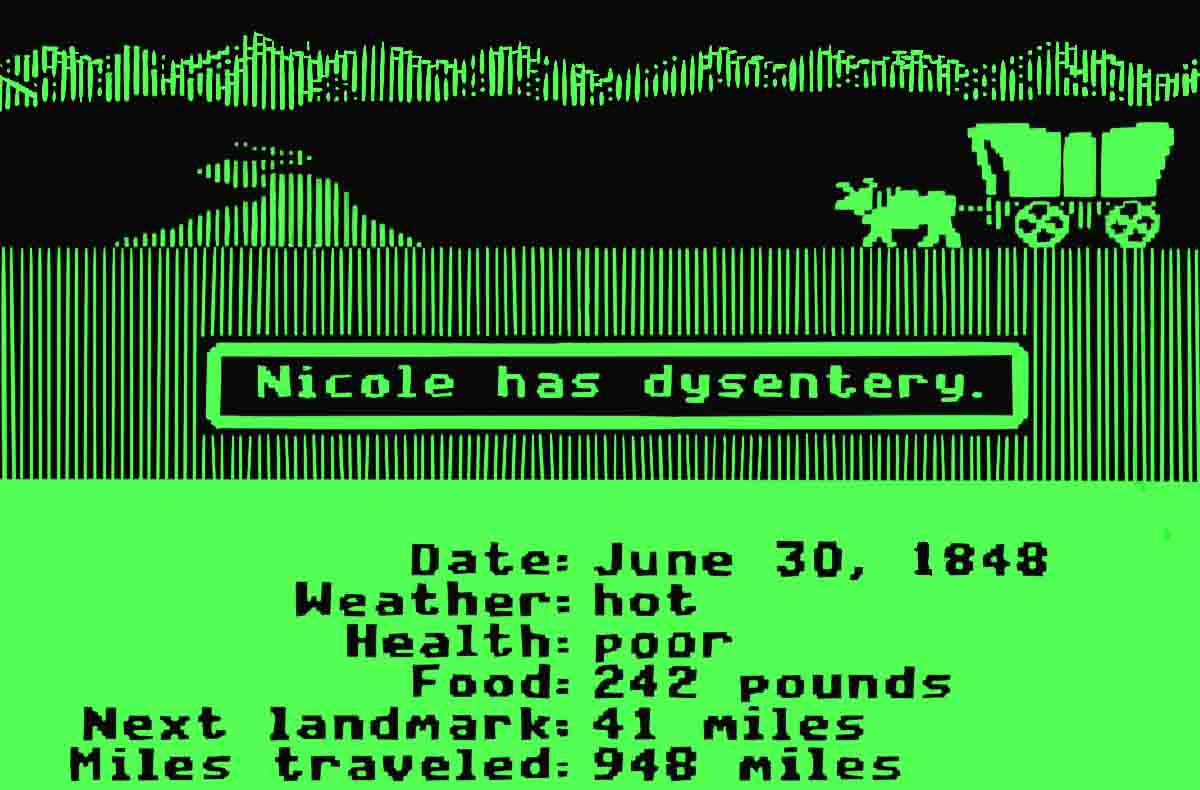 Nicole has dysentery.
Date: June 30, 1848
Weather: hot
Health: poor
Food: 242 pounds
Next landmark: 41 miles
Miles traveled: 948 miles